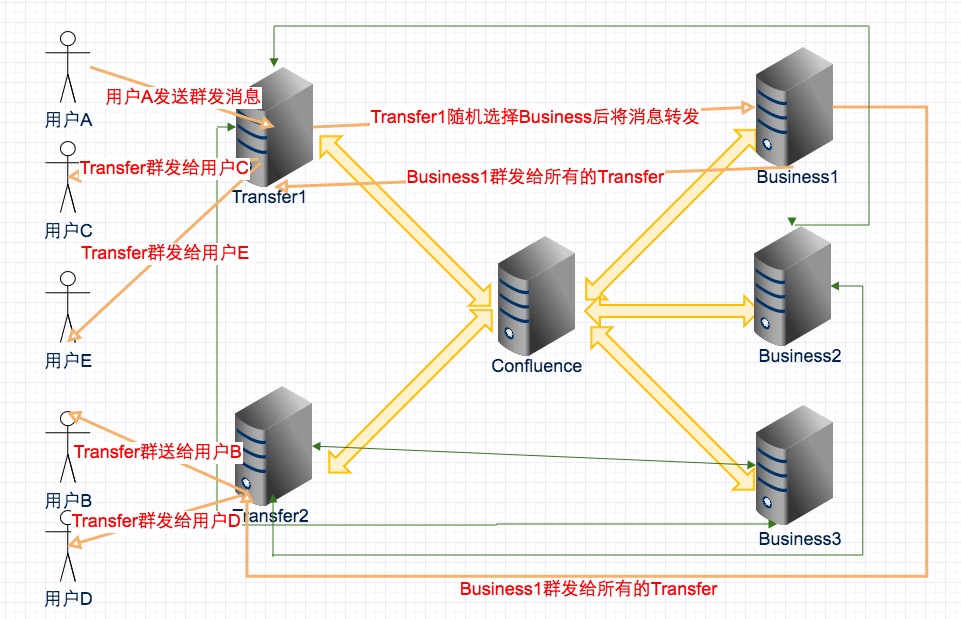 用户A
用户A发送群发消息
Transfer1随机选择Business后将消息转发
Transfer群发给用户C
Business1群发给所有的Transfer
Business1
Transfer1
用户C
Transfer群发给用户E
用户E
Confluence
Business2
Transfer群送给用户B
用户B
Transfer2
Transfer群发给用户D
Business3
用户D
Business1群发给所有的Transfer